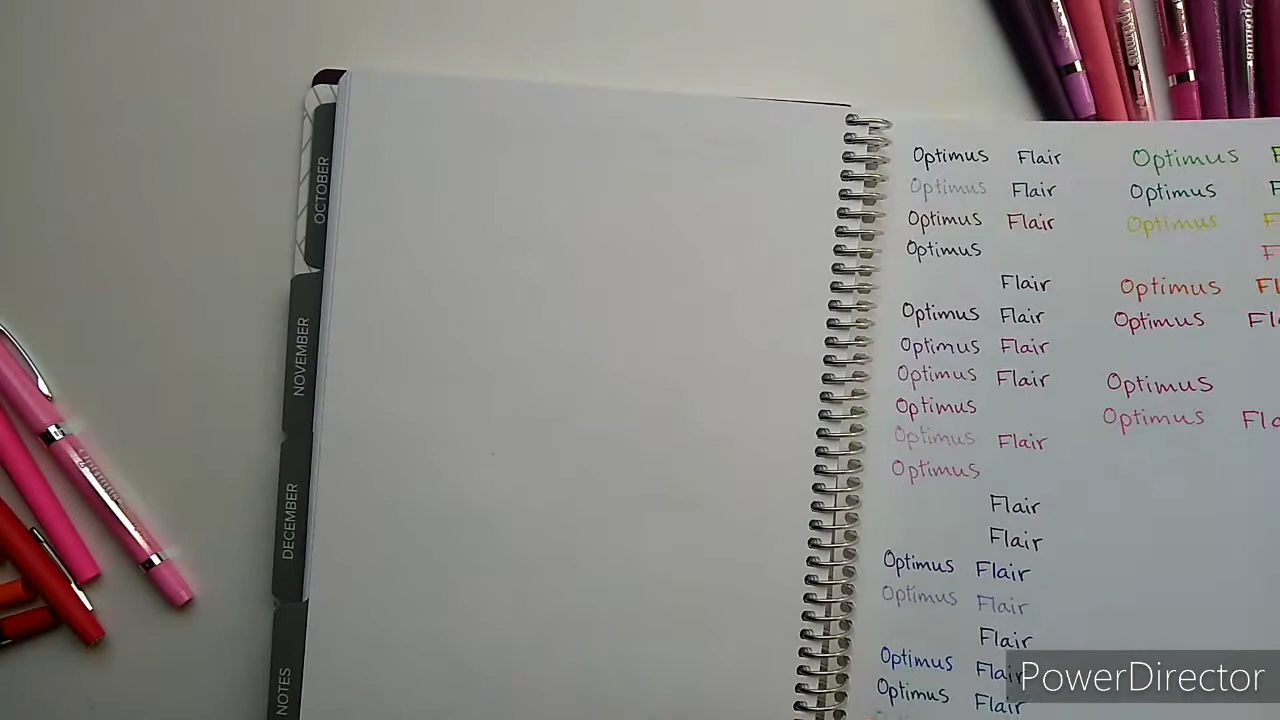 OCTOBER
NOVEMBER
DECEMBER
NOTES
Optimus Flair Optimus
Optimus Flair Optimus
Optimus Flair Optimus
Optimus
Flair Optimus
Optimus Flair Optimus
Optimus Flair
Optimus Flair Optimus
Optimus Optimus
Optimus Flair
Optimus
Flair
Flair
Optimus Flair
Optimus Flair
Flair
Optimus Flair
Optimus Flair
PowerDirector